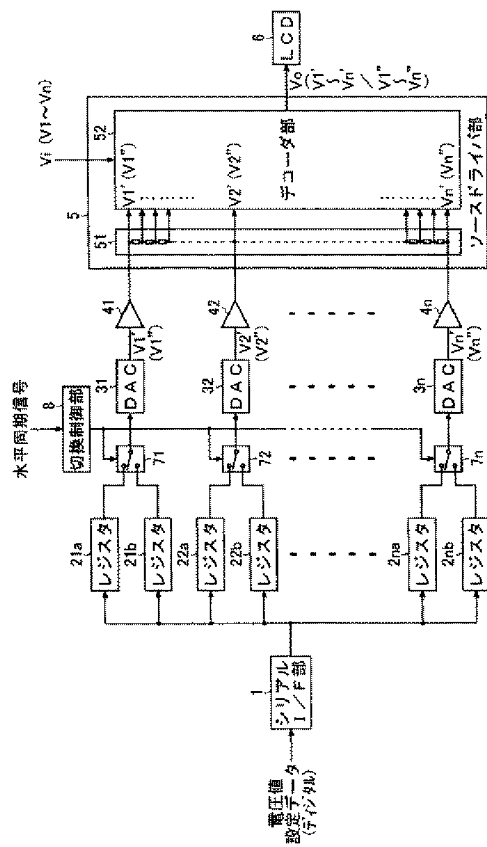 電圧値
設定データ
(ディジタル)
1
シリアル
I/F部
21a
レジスタ
21b
レジスタ
22a
レジスタ
22b
レジスタ
2na
レジスタ
2nb
レジスタ
水平同期信号
8
切換制御部
71
72
7n
31
DAC
V1'
(V1")
32
DAC
V2'
(V2")
3n
DAC
Vn'
(Vn")
41
42
4n
5
51
Vi (V1~Vn)
52
V1' (V1")
V2' (V2")
Vn' (Vn")
デコーダ部
ソースドライバ部
Vo
(V1'~Vn'/V1"~Vn")
6
LCD